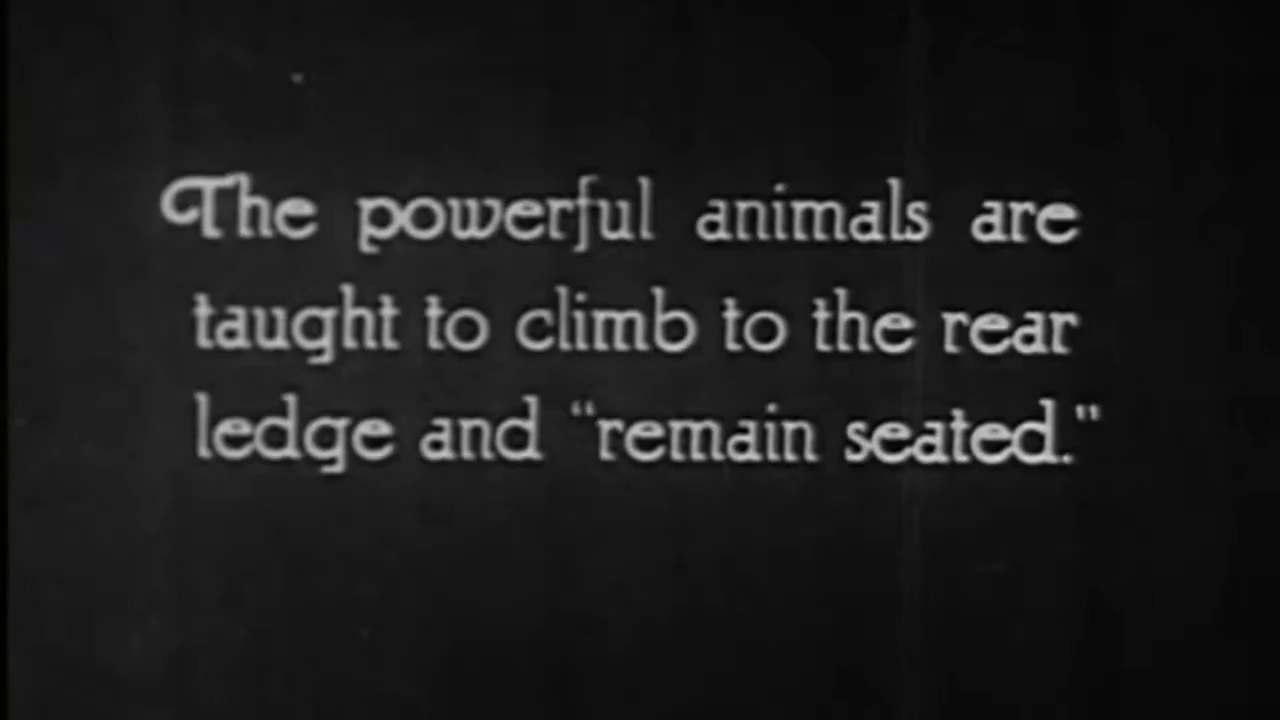 The powerful animals are
taught to climb to the rear
ledge and “remain seated.”